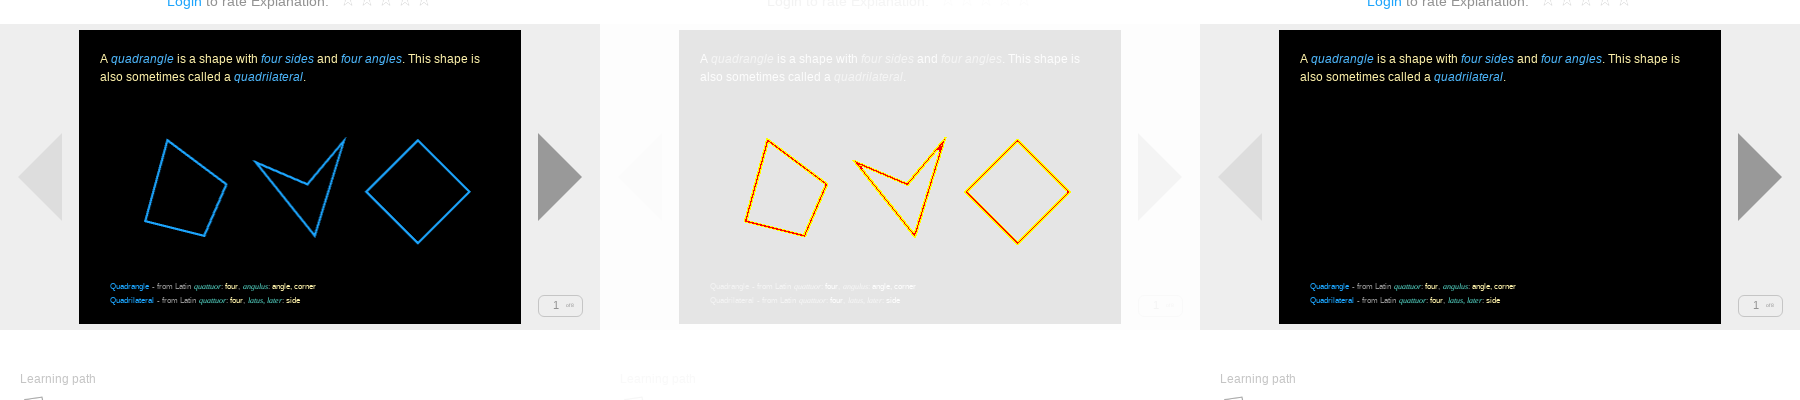 Login to rate Explanation:
A quadrangle is a shape with four sides and four angles. This shape is
also sometimes called a quadrilateral.
Quadrangle - from Latin quattuor: four, angulus: angle, corner
Quadrilateral - from Latin quattuor: four, latus, later: side
1
Learning path
Login to rate Explanation:
A quadrangle is a shape with four sides and four angles. This shape is
also sometimes called a quadrilateral.
Quadrangle - from Latin quattuor: four, angulus: angle, corner
Quadrilateral - from Latin quattuor: four, latus, later: side
1
Learning path
Login to rate Explanation:
A quadrangle is a shape with four sides and four angles. This shape is
also sometimes called a quadrilateral.
Quadrangle - from Latin quattuor: four, angulus: angle, corner
Quadrilateral - from Latin quattuor: four, latus, later: side
1
Learning path